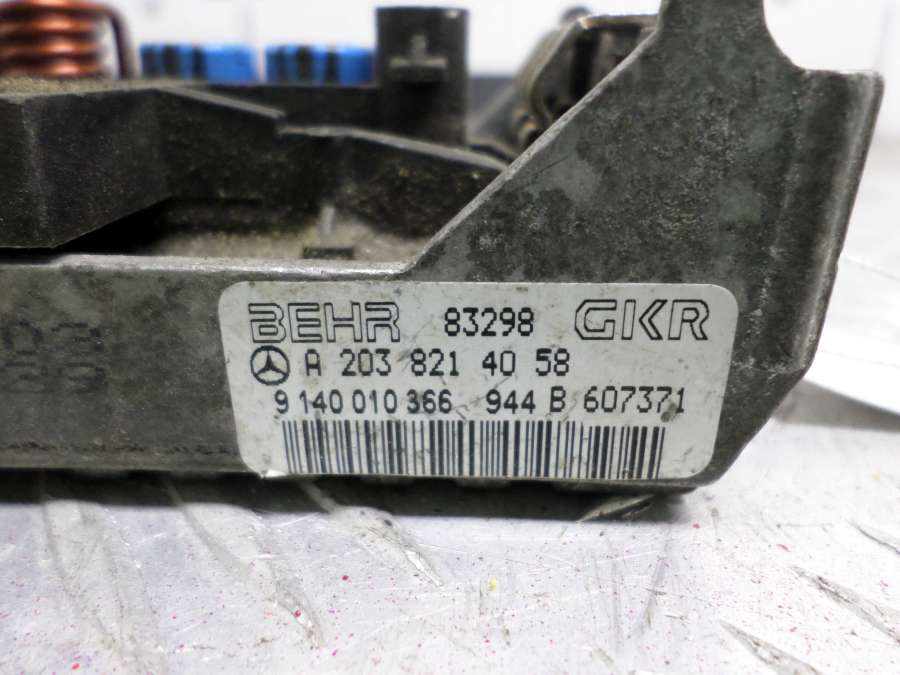 BEHR 83298 GKR
A 203 821 40 58
9 140 010 366 944 B 607371